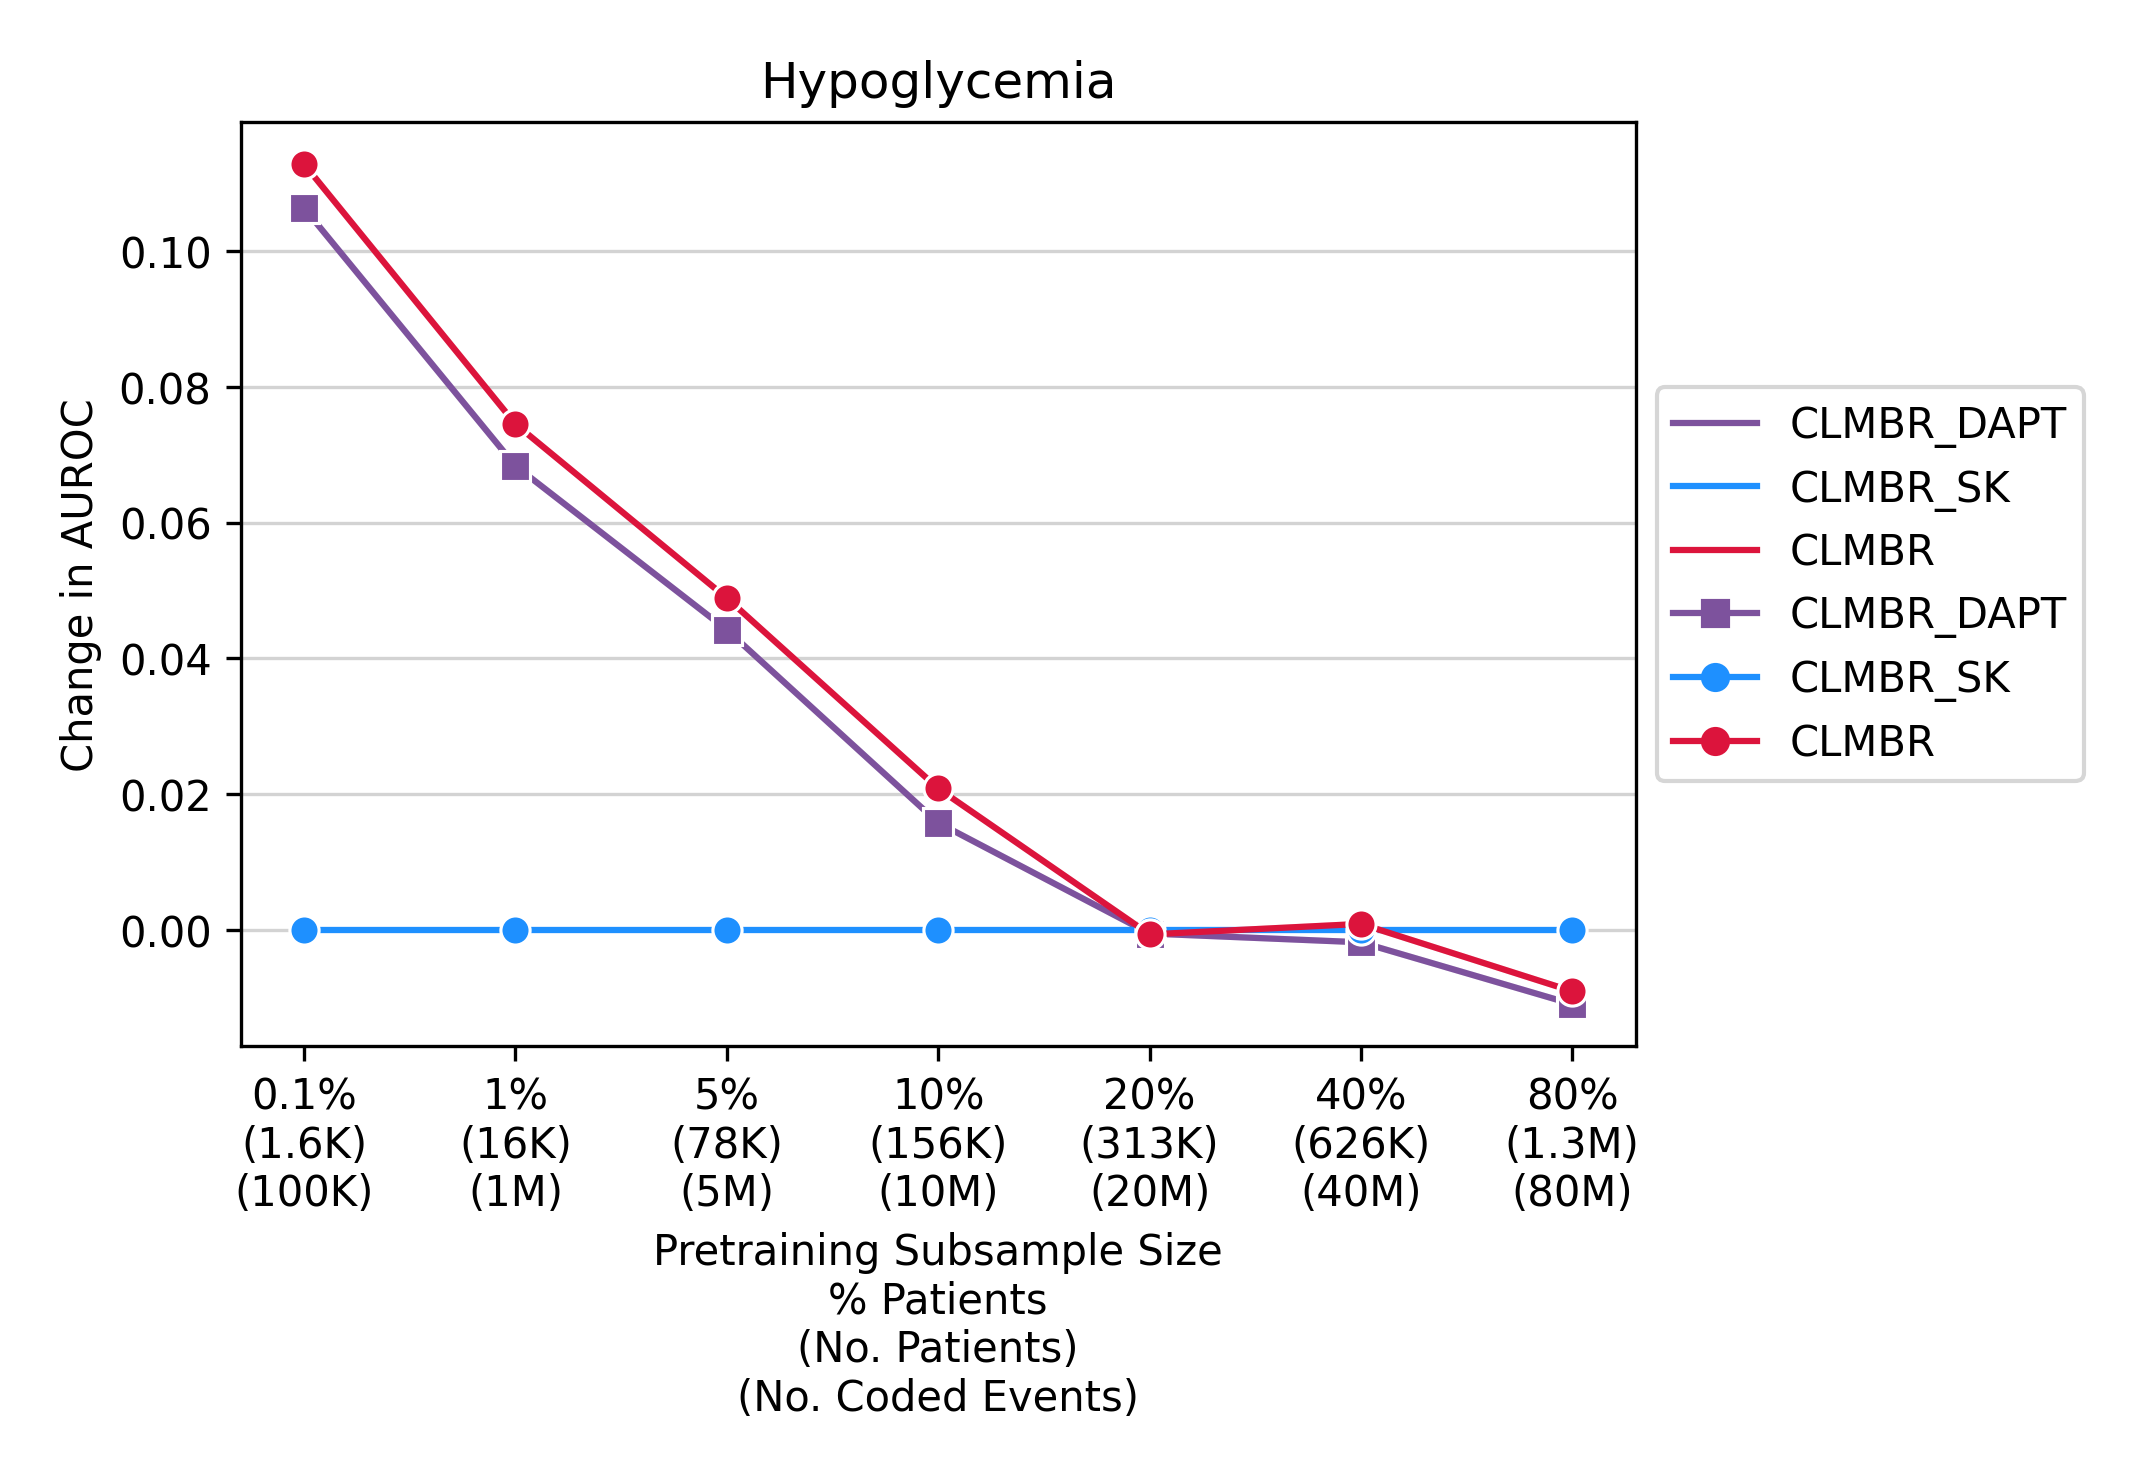 Hypoglycemia
Change in AUROC
0.10
0.08
0.06
0.04
0.02
0.00
0.1% 1% 5% 10% 20% 40% 80%
(1.6K) (16K) (78K) (156K) (313K) (626K) (1.3M)
(100K) (1M) (5M) (10M) (20M) (40M) (80M)
Pretraining Subsample Size
% Patients
(No. Patients)
(No. Coded Events)
CLMBR_DAPT
CLMBR_SK
CLMBR
CLMBR_DAPT
CLMBR_SK
CLMBR